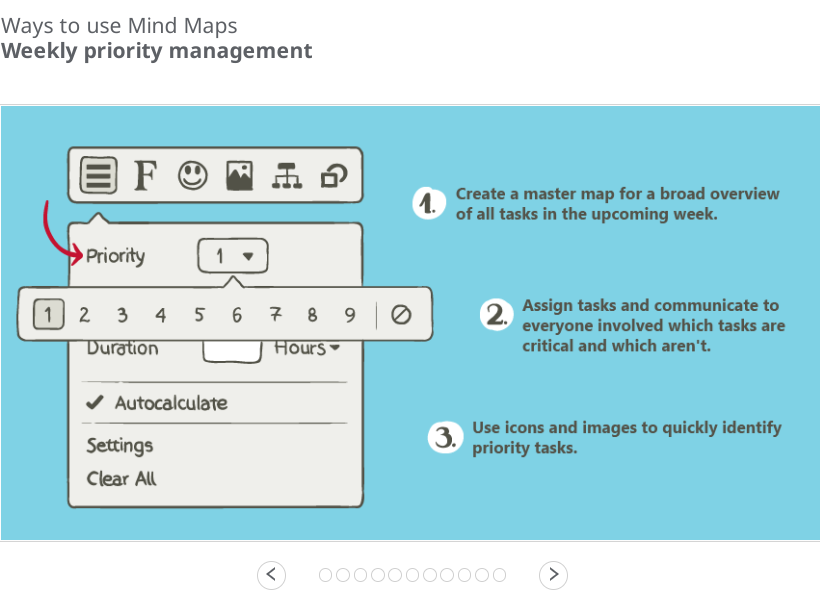 Ways to use Mind Maps
Weekly priority management
F
Priority 1
1 2 3 4 5 6 7 8 9
Duration Hours
Autocalculate
Settings
Clear All
1. Create a master map for a broad overview
of all tasks in the upcoming week.
2. Assign tasks and communicate to
everyone involved which tasks are
critical and which aren't.
3. Use icons and images to quickly identify
priority tasks.